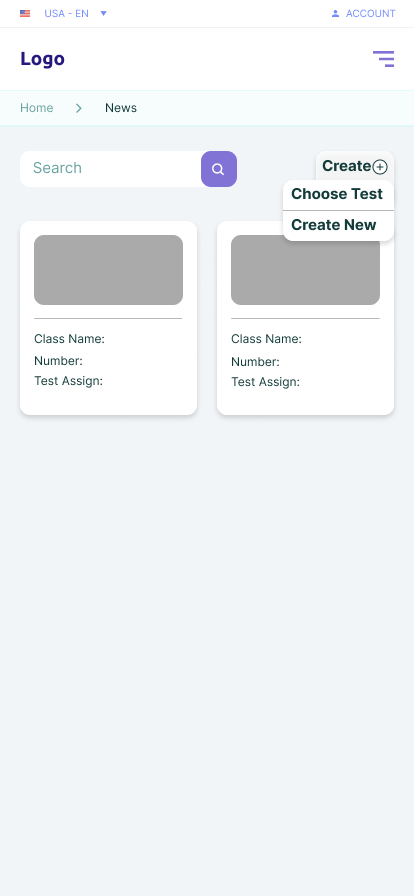 USA - EN
ACCOUNT
Logo
Home
News
Search
Create
Choose Test
Create New
Class Name:
Number:
Test Assign:
Class Name:
Number:
Test Assign: